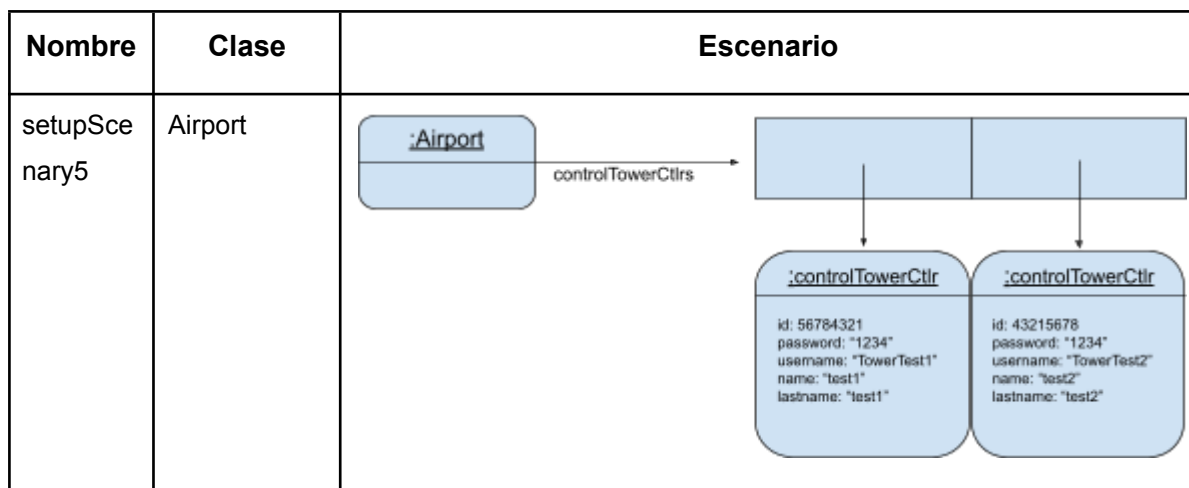 Nombre
Clase
Escenario
setupSce
nary5
Airport
:Airport
controlTowerCtlrs
:controlTowerCtlr
id: 56784321
password: "1234"
username: "TowerTest1"
name: "test1"
lastname: "test1"
:controlTowerCtlr
id: 43215678
password: "1234"
username: "TowerTest2"
name: "test2"
lastname: "test2"